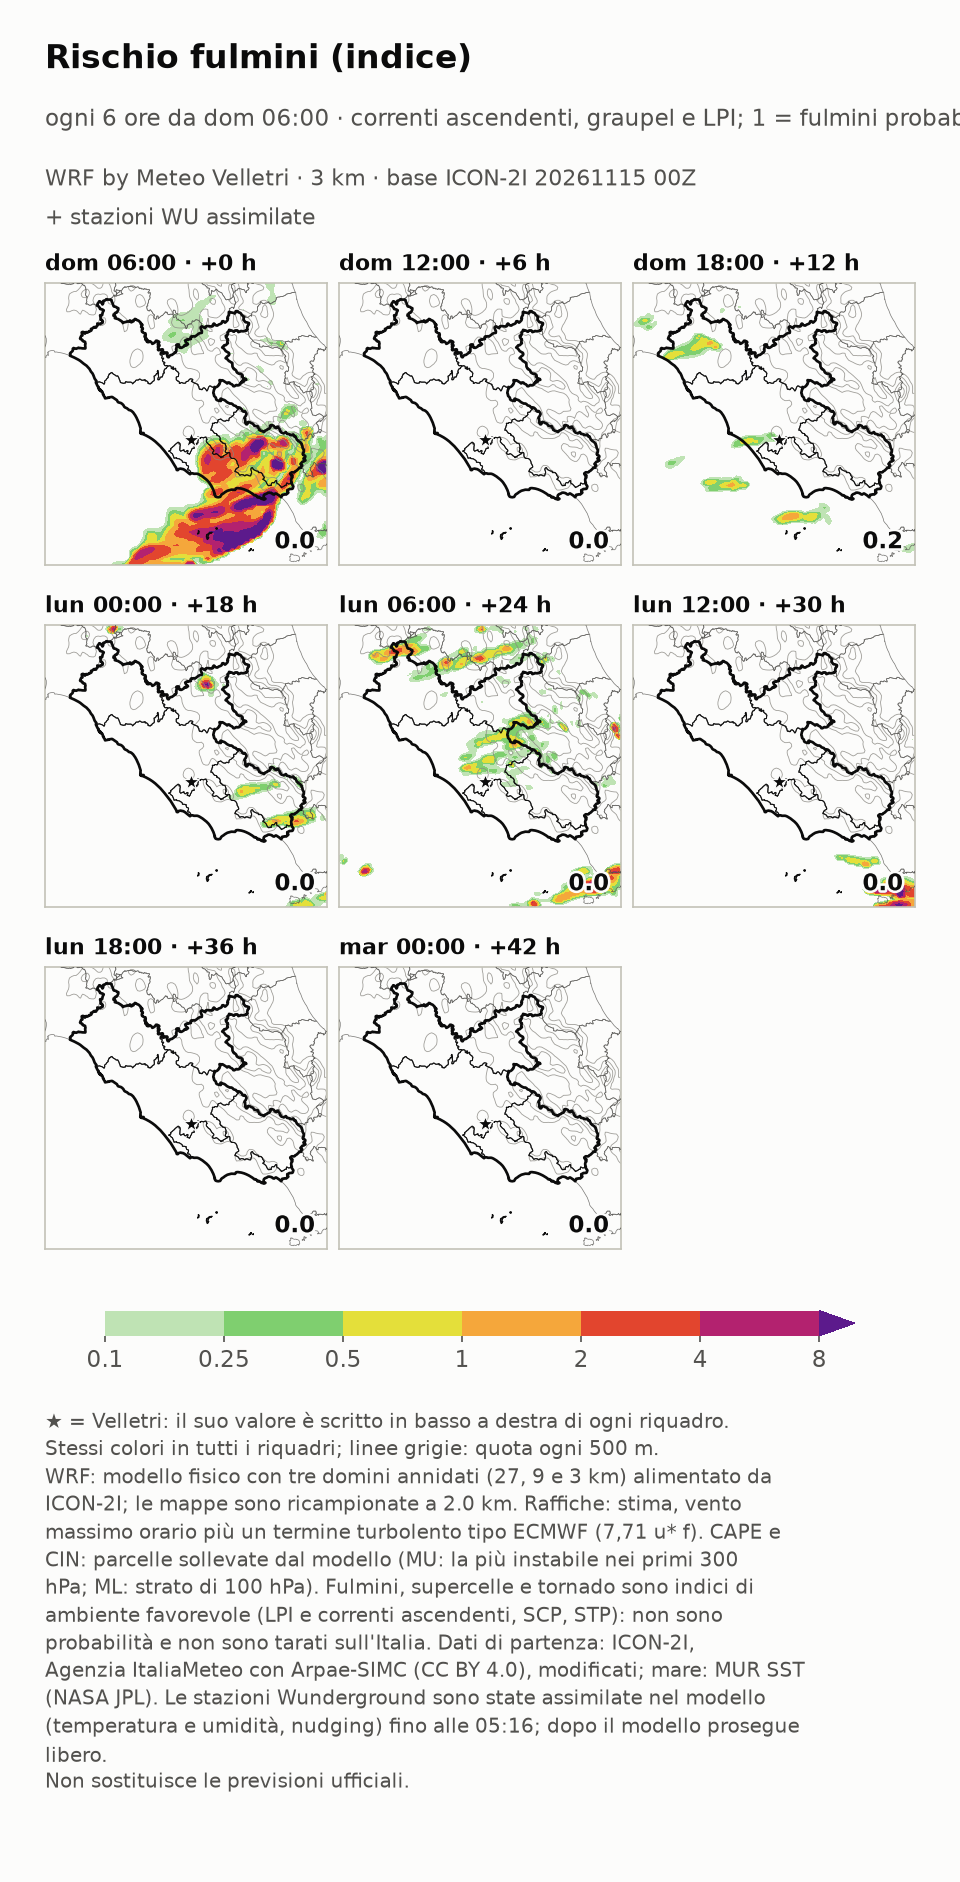 Rischio fulmini (indice)
ogni 6 ore da dom 06:00 · correnti ascendenti, graupel e LPI; 1 = fulmini probab
WRF by Meteo Velletri · 3 km · base ICON-2I 20261115 00Z
+ stazioni WU assimilate
dom 06:00 · +0 h
dom 12:00 · +6 h
dom 18:00 · +12 h
0.0
0.0
0.2
lun 00:00 · +18 h
lun 06:00 · +24 h
lun 12:00 · +30 h
0.0
0.0
0.0
lun 18:00 · +36 h
mar 00:00 · +42 h
0.0
0.0
0.1 0.25 0.5 1 2 4 8
★ = Velletri: il suo valore è scritto in basso a destra di ogni riquadro.
Stessi colori in tutti i riquadri; linee grigie: quota ogni 500 m.
WRF: modello fisico con tre domini annidati (27, 9 e 3 km) alimentato da
ICON-2I; le mappe sono ricampionate a 2.0 km. Raffiche: stima, vento
massimo orario più un termine turbolento tipo ECMWF (7,71 u* f). CAPE e
CIN: parcelle sollevate dal modello (MU: la più instabile nei primi 300
hPa; ML: strato di 100 hPa). Fulmini, supercelle e tornado sono indici di
ambiente favorevole (LPI e correnti ascendenti, SCP, STP): non sono
probabilità e non sono tarati sull'Italia. Dati di partenza: ICON-2I,
Agenzia ItaliaMeteo con Arpae-SIMC (CC BY 4.0), modificati; mare: MUR SST
(NASA JPL). Le stazioni Wunderground sono state assimilate nel modello
(temperatura e umidità, nudging) fino alle 05:16; dopo il modello prosegue
libero.
Non sostituisce le previsioni ufficiali.